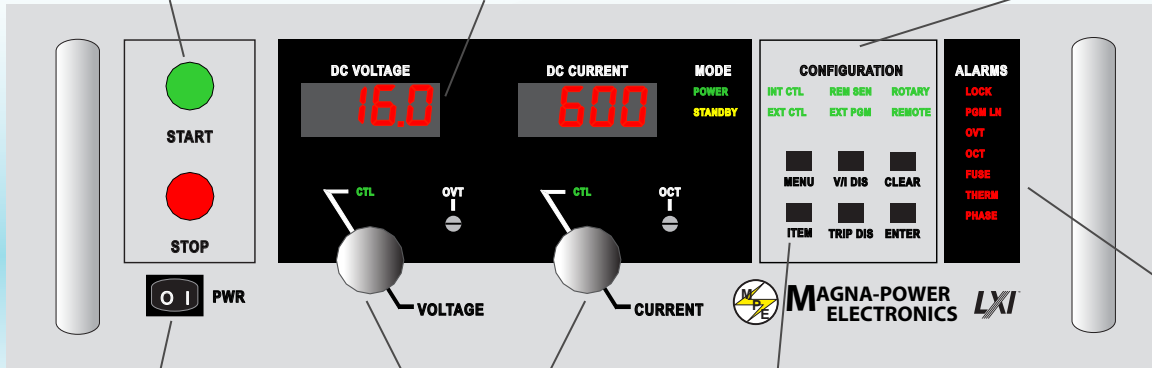 START
STOP
O I PWR
DC VOLTAGE
16.0
DC CURRENT
600
MODE
POWER
STANDBY
CTL
OVT
CTL
OCT
VOLTAGE
CURRENT
CONFIGURATION
INT CTL REM SEN ROTARY
EXT CTL EXT PGM REMOTE
MENU V/I DIS CLEAR
ITEM TRIP DIS ENTER
ALARMS
LOCK
PGM LN
OVT
OCT
FUSE
THERM
PHASE
MPE
MAGNA-POWER
ELECTRONICS
LXI